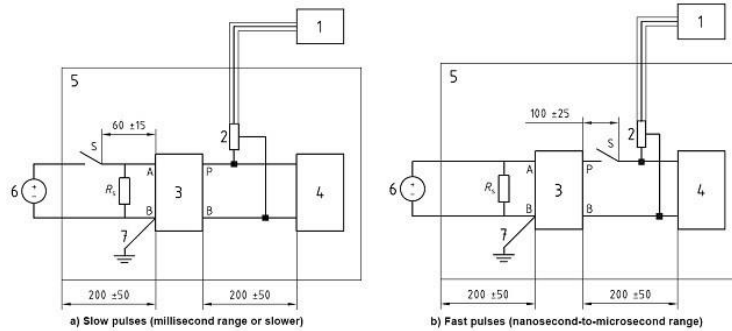 1
5
60 ±15
S
2
A
P
6
Rs
3
4
B
B
7
200 ±50
200 ±50
a) Slow pulses (millisecond range or slower)
1
5
100 ±25
S
2
A
P
6
Rs
3
4
B
B
7
200 ±50
200 ±50
b) Fast pulses (nanosecond-to-microsecond range)